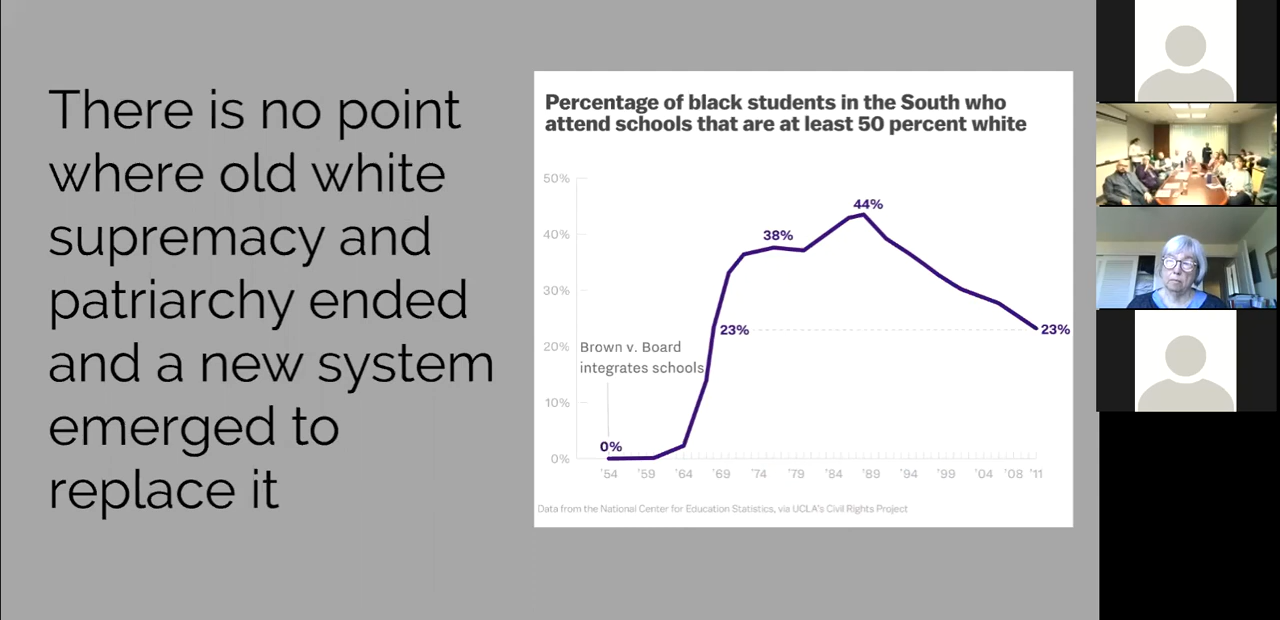 There is no point
where old white
supremacy and
patriarchy ended
and a new system
emerged to
replace it
Percentage of black students in the South who
attend schools that are at least 50 percent white
50%
40%
30%
20%
10%
0%
44%
38%
23%
23%
Brown v. Board
integrates schools
0%
'54 '59 '64 '69 '74 '79 '84 '89 '94 '99 '04 '08 '11
Data from the National Center for Education Statistics, via UCLA's Civil Rights Project